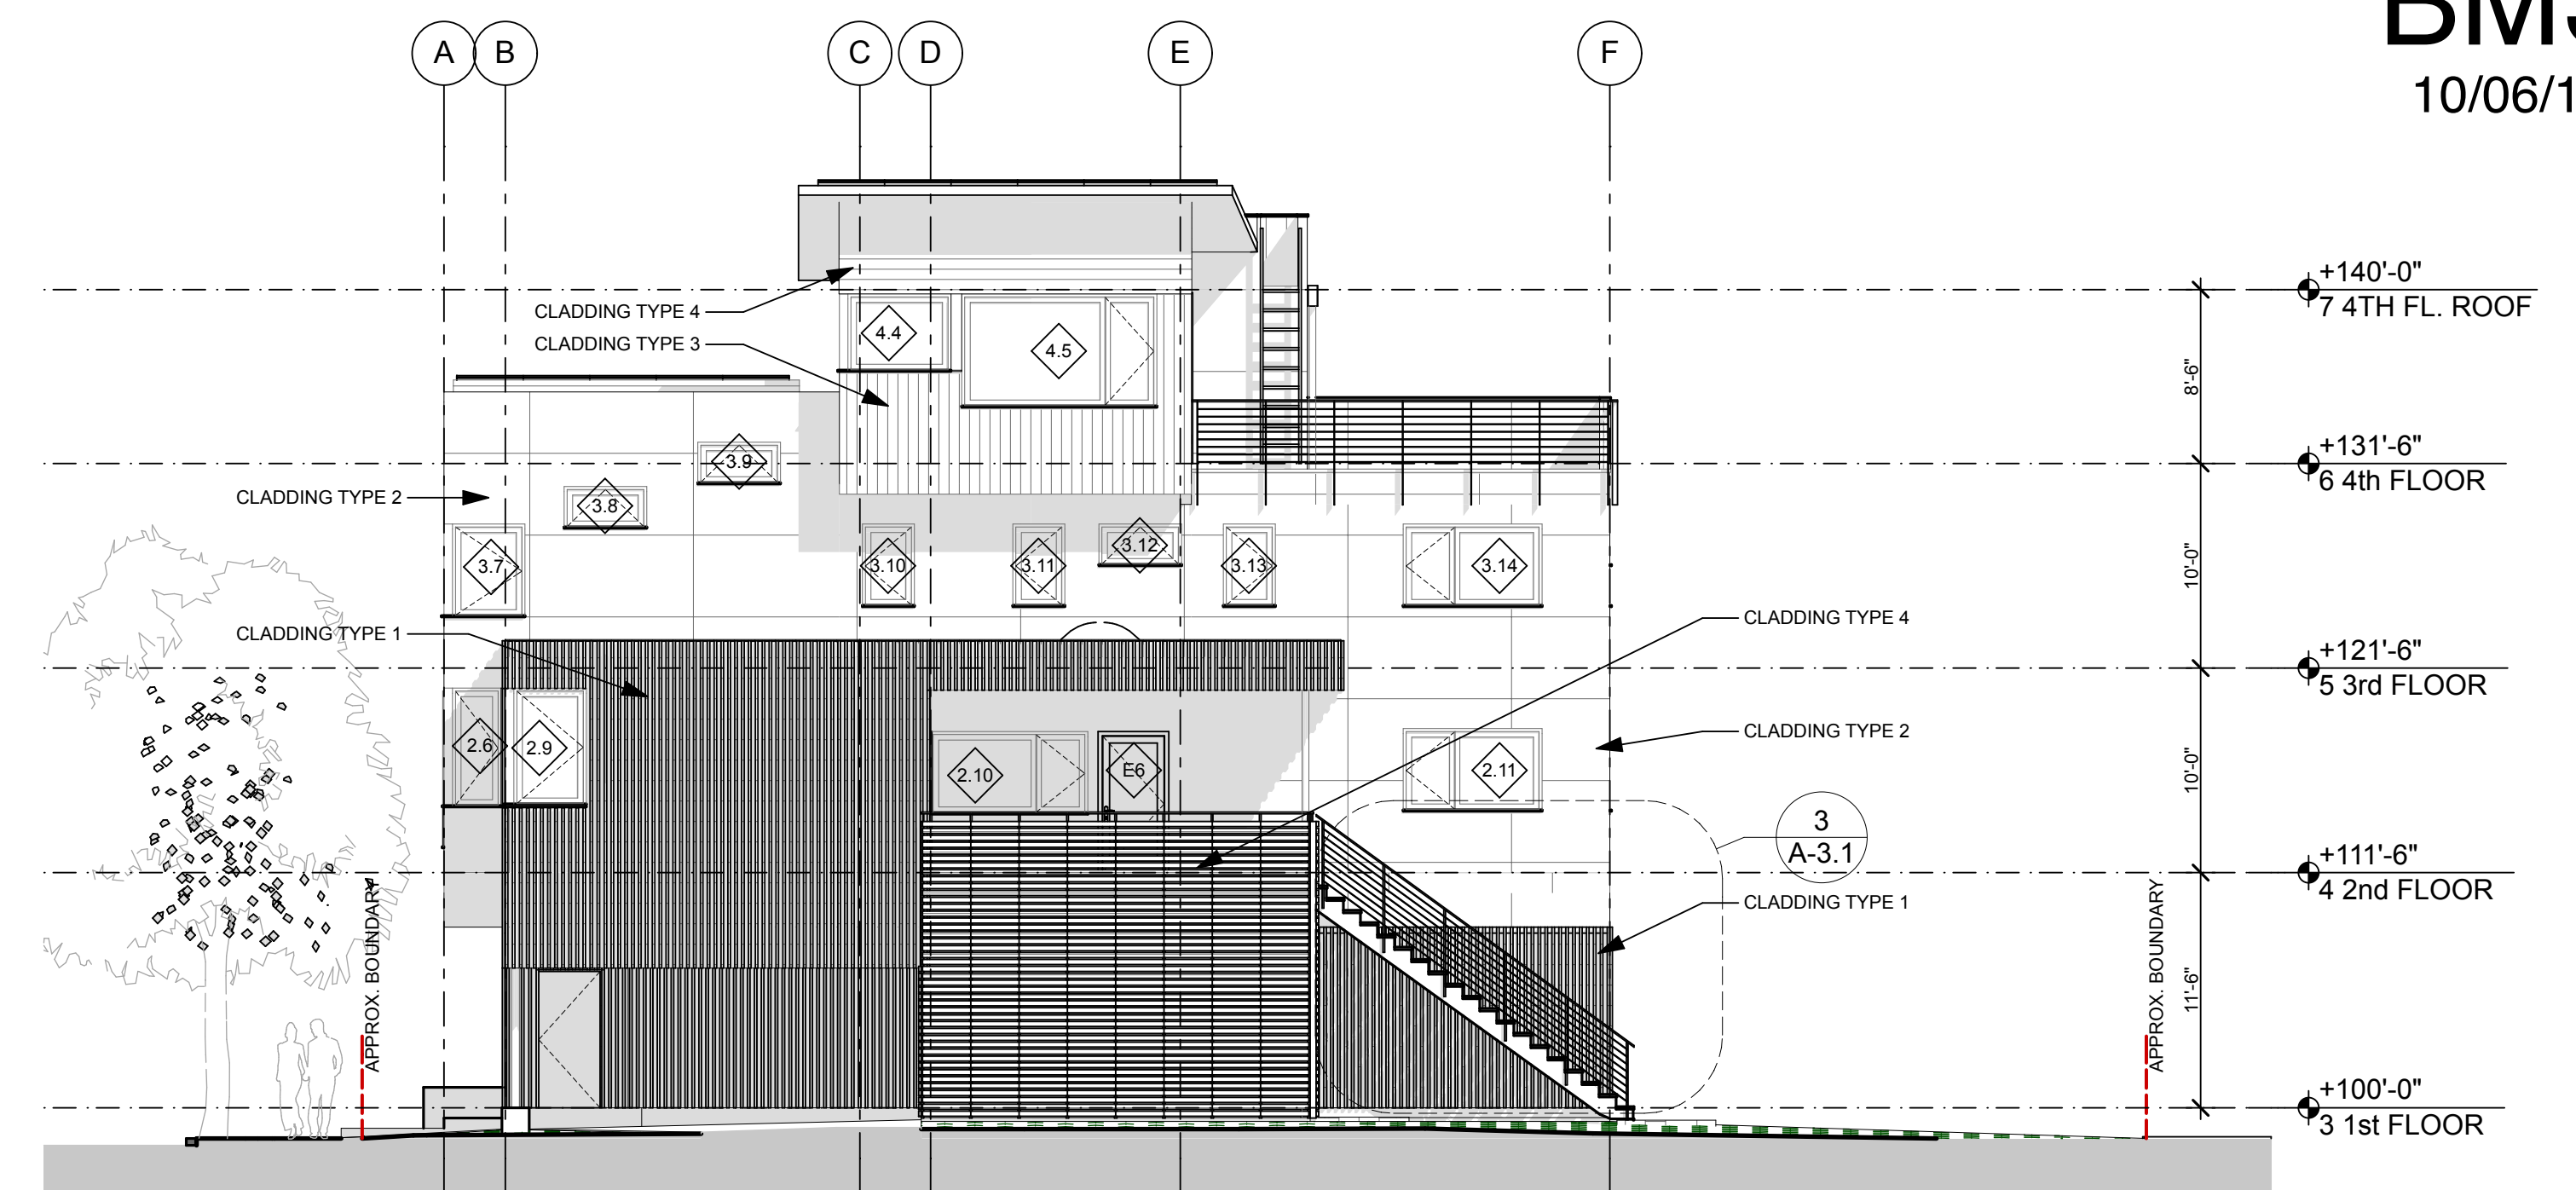 A B C D E F
10/06/1
+140'-0"
7 4TH FL. ROOF
CLADDING TYPE 4
CLADDING TYPE 3
4.4
4.5
8'-6"
+131'-6"
6 4th FLOOR
3.9
CLADDING TYPE 2
3.8
3.7
3.10
3.11
3.12
3.13
3.14
10'-0"
CLADDING TYPE 4
CLADDING TYPE 1
+121'-6"
5 3rd FLOOR
2.6
2.9
2.10
E6
2.11
CLADDING TYPE 2
10'-0"
3
A-3.1
+111'-6"
4 2nd FLOOR
CLADDING TYPE 1
APPROX. BOUNDARY
APPROX. BOUNDARY
11'-6"
+100'-0"
3 1st FLOOR